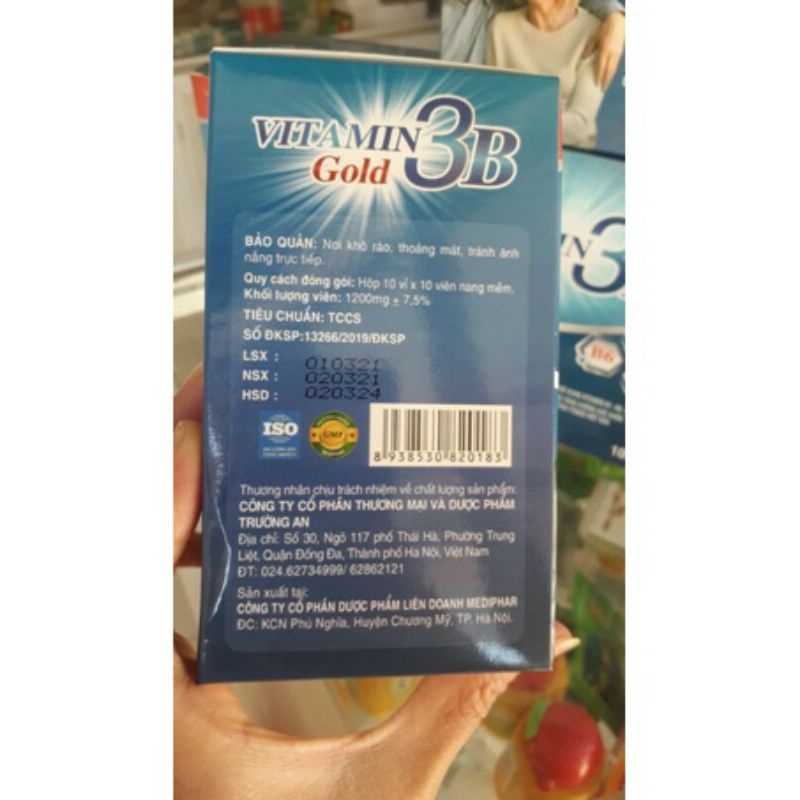 VITAMIN 3B
Gold
BẢO QUẢN: Nơi khô ráo, thoáng mát, tránh ánh
nắng trực tiếp.
Quy cách đóng gói: Hộp 10 vỉ x 10 viên nang mềm.
Khối lượng viên: 1200mg ± 7,5%
TIÊU CHUẨN: TCCS
SỐ ĐKSP:13266/2019/ĐKSP
LSX : 010321
NSX : 020321
HSD : 020324
ISO
GMP
8 938530 820183
Thương nhân chịu trách nhiệm về chất lượng sản phẩm:
CÔNG TY CỔ PHẦN THƯƠNG MẠI VÀ DƯỢC PHẨM
TRƯỜNG AN
Địa chỉ: Số 30, Ngõ 117 phố Thái Hà, Phường Trung
Liệt, Quận Đống Đa, Thành phố Hà Nội, Việt Nam
ĐT: 024.62734999/ 62862121
Sản xuất tại:
CÔNG TY CỔ PHẦN DƯỢC PHẨM LIÊN DOANH MEDIPHAR
ĐC: KCN Phú Nghĩa, Huyện Chương Mỹ, TP. Hà Nội.
IN 3
B6